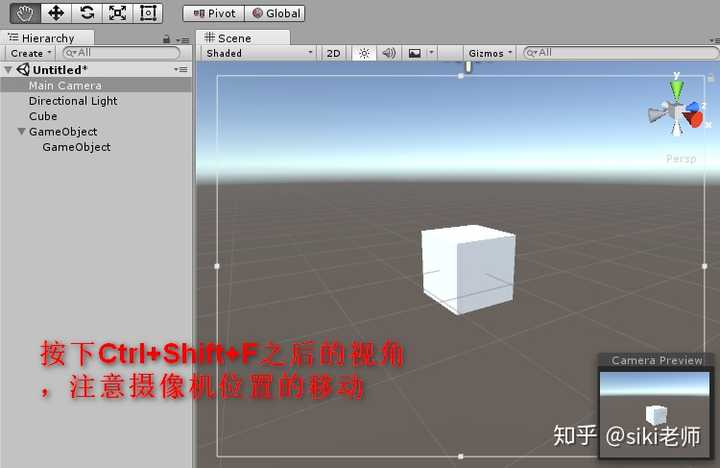 Pivot Global
Hierarchy
Scene
Create All
Shaded 2D Gizmos All
Untitled*
Main Camera
Directional Light
Cube
GameObject
GameObject
y
z
x
Persp
按下Ctrl+Shift+F之后的视角
，注意摄像机位置的移动
Camera Preview
知乎 @siki老师